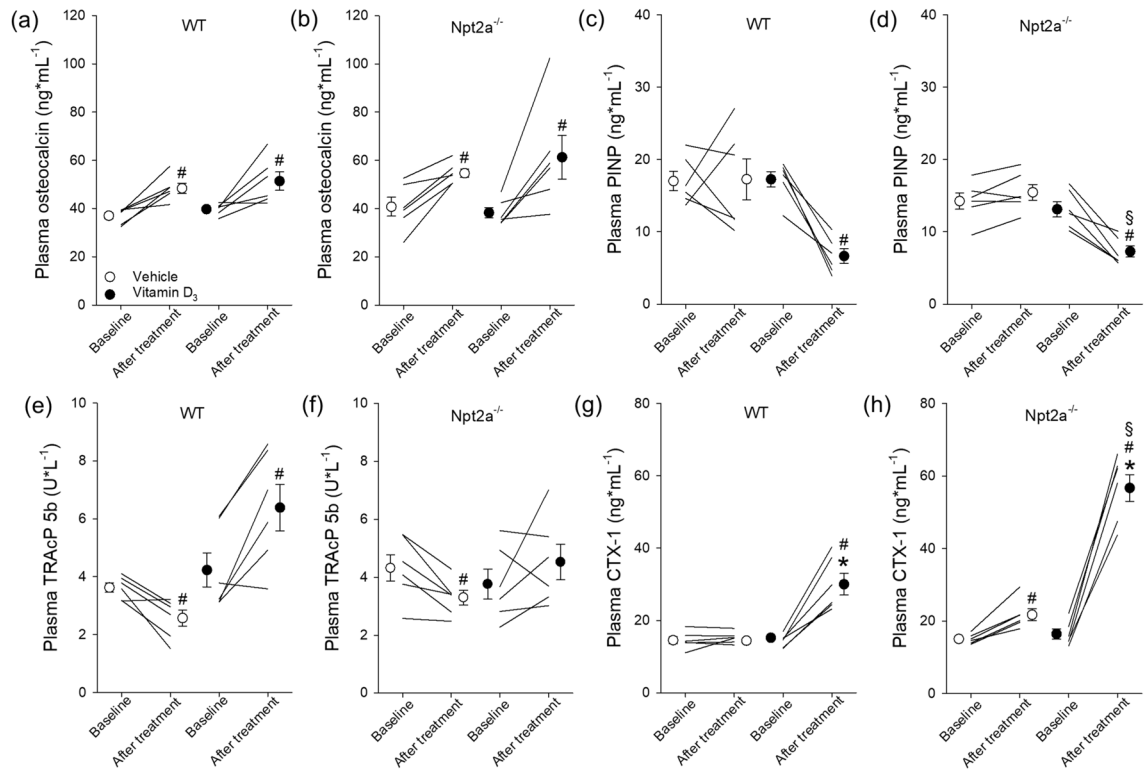 (a)
WT
Plasma osteocalcin (ng*mL⁻¹)
120
100
80
60
40
20
0
#
#
Vehicle
Vitamin D₃
Baseline
After treatment
Baseline
After treatment
(b)
Npt2a⁻/⁻
Plasma osteocalcin (ng*mL⁻¹)
120
100
80
60
40
20
0
#
#
Baseline
After treatment
Baseline
After treatment
(c)
WT
Plasma PINP (ng*mL⁻¹)
40
30
20
10
0
#
Baseline
After treatment
Baseline
After treatment
(d)
Npt2a⁻/⁻
Plasma PINP (ng*mL⁻¹)
40
30
20
10
0
§
#
Baseline
After treatment
Baseline
After treatment
(e)
WT
Plasma TRAcP 5b (U*L⁻¹)
10
8
6
4
2
0
#
#
Baseline
After treatment
Baseline
After treatment
(f)
Npt2a⁻/⁻
Plasma TRAcP 5b (U*L⁻¹)
10
8
6
4
2
0
#
Baseline
After treatment
Baseline
After treatment
(g)
WT
Plasma CTX-1 (ng*mL⁻¹)
80
60
40
20
0
#
*
Baseline
After treatment
Baseline
After treatment
(h)
Npt2a⁻/⁻
Plasma CTX-1 (ng*mL⁻¹)
80
60
40
20
0
#
§
#
*
Baseline
After treatment
Baseline
After treatment